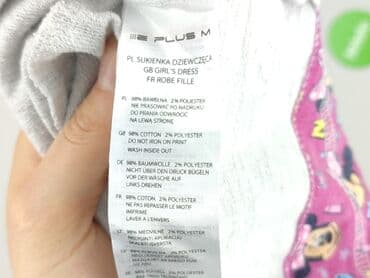 E PLUS M
PL SUKIENKA DZIEWCZĘCA
GB GIRL'S DRESS
FR ROBE FILLE
PL 98% BAWEŁNA 2% POLIESTER
NIE PRASOWAĆ PO NADRUKU
DO PRANIA ODWRÓCIĆ
NA LEWĄ STRONĘ
GB 98% COTTON 2% POLYESTER
DO NOT IRON ON PRINT
WASH INSIDE OUT
DE 98% BAUMWOLLE 2% POLYESTER
NICHT ÜBER DEN DRUCK BÜGELN
VOR DER WÄSCHE AUF
LINKS DREHEN
FR 98% COTON 2% POLYESTER
NE PAS REPASSER LE MOTIF
IMPRIMÉ
LAVER A L'ENVERS
LT 98% MEDVILNĖ 2% POLIESTERIS